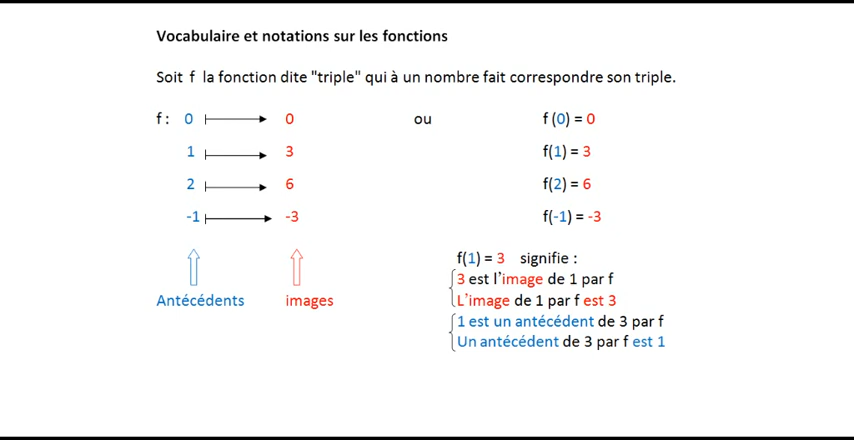 Vocabulaire et notations sur les fonctions
Soit f la fonction dite "triple" qui à un nombre fait correspondre son triple.
f : 0 0 ou f (0) = 0
1 3 f(1) = 3
2 6 f(2) = 6
-1 -3 f(-1) = -3
f(1) = 3 signifie :
3 est l'image de 1 par f
Antécédents images L'image de 1 par f est 3
1 est un antécédent de 3 par f
Un antécédent de 3 par f est 1